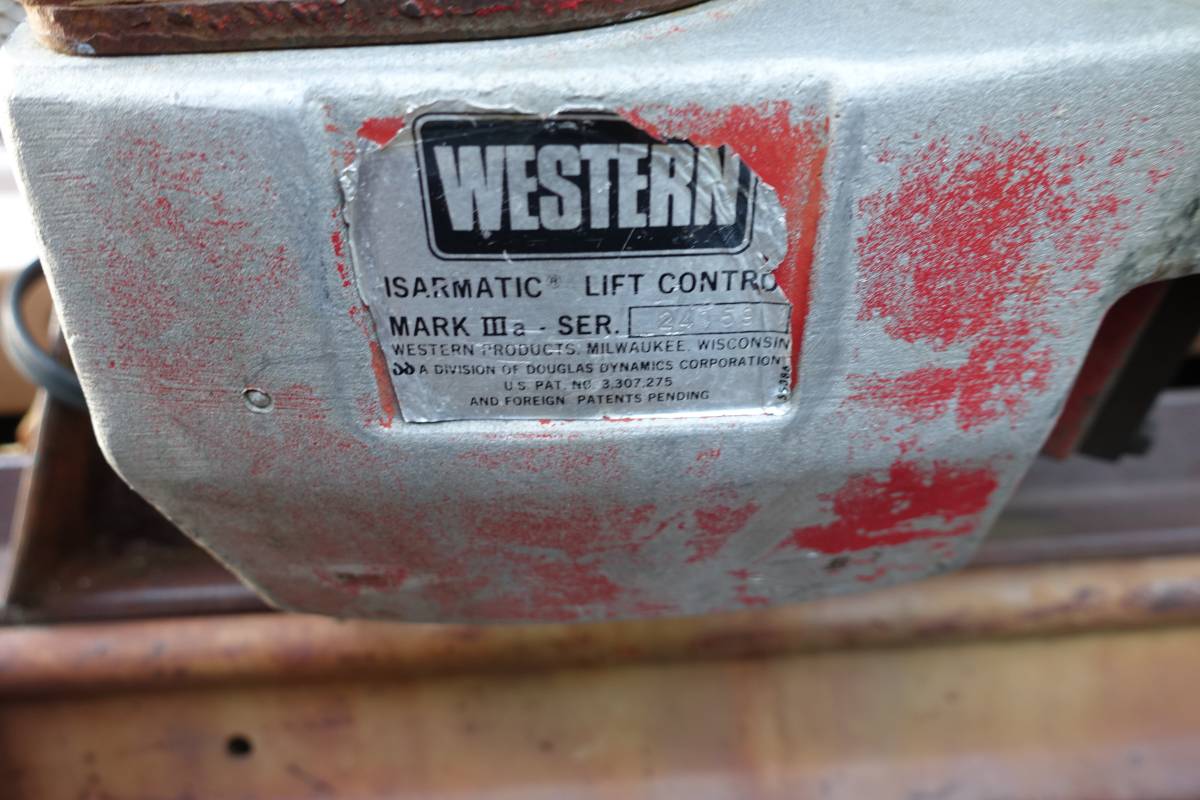 WESTERN
ISARMATIC® LIFT CONTRO
MARK IIIa - SER.
WESTERN PRODUCTS, MILWAUKEE, WISCONSIN
A DIVISION OF DOUGLAS DYNAMICS CORPORATION
U.S. PAT. NO. 3,307,275
AND FOREIGN PATENTS PENDING